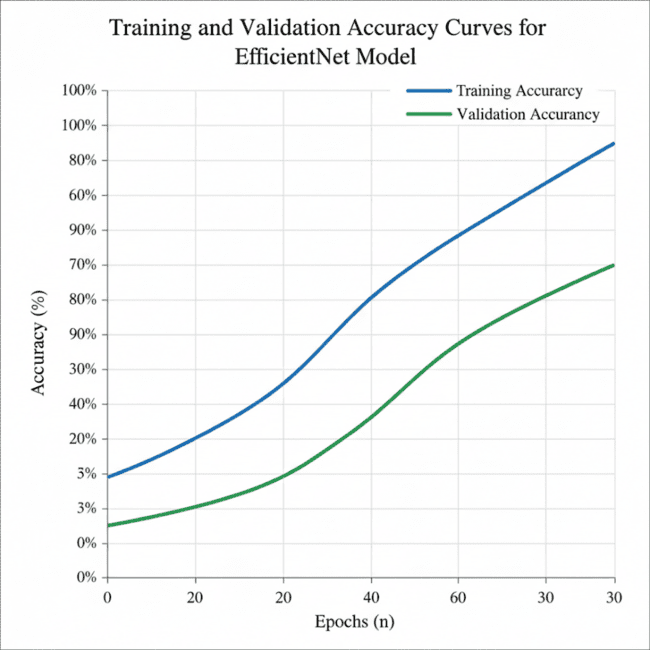 Training and Validation Accuracy Curves for
EfficientNet Model
Training Accurarcy
Validation Accurancy
100%
100%
80%
60%
90%
70%
80%
90%
30%
40%
20%
3%
3%
0%
0%
Accuracy (%)
0 20 20 40 60 30 30
Epochs (n)